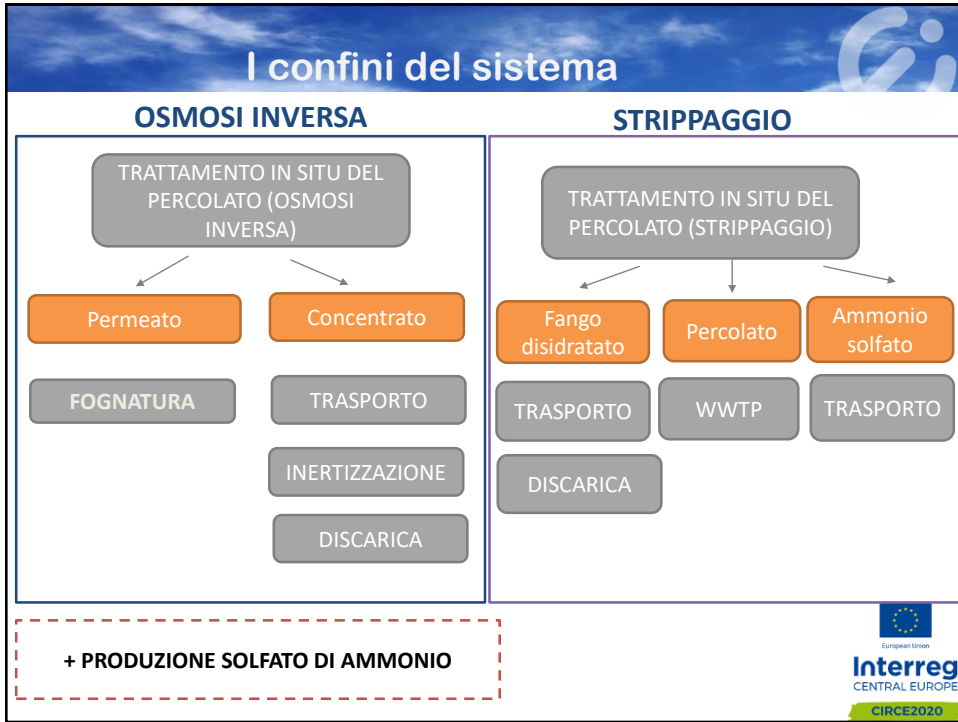 I confini del sistema
OSMOSI INVERSA
TRATTAMENTO IN SITU DEL
PERCOLATO (OSMOSI
INVERSA)
Permeato
Concentrato
FOGNATURA
TRASPORTO
INERTIZZAZIONE
DISCARICA
STRIPPAGGIO
TRATTAMENTO IN SITU DEL
PERCOLATO (STRIPPAGGIO)
Fango
disidratato
Percolato
Ammonio
solfato
TRASPORTO
WWTP
TRASPORTO
DISCARICA
+ PRODUZIONE SOLFATO DI AMMONIO
European Union
Interreg
CENTRAL EUROPE
CIRCE2020